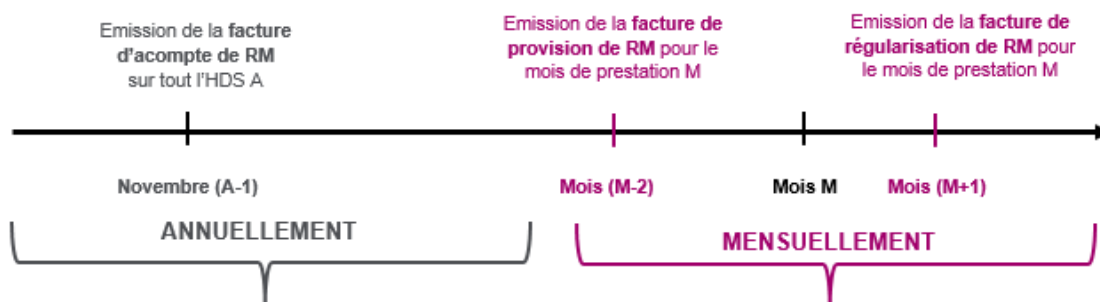 Emission de la facture
d'acompte de RM
sur tout l'HDS A
Emission de la facture de
provision de RM pour le
mois de prestation M
Emission de la facture de
régularisation de RM pour
le mois de prestation M
Novembre (A-1)
Mois (M-2)
Mois M
Mois (M+1)
ANNUELLEMENT
MENSUELLEMENT